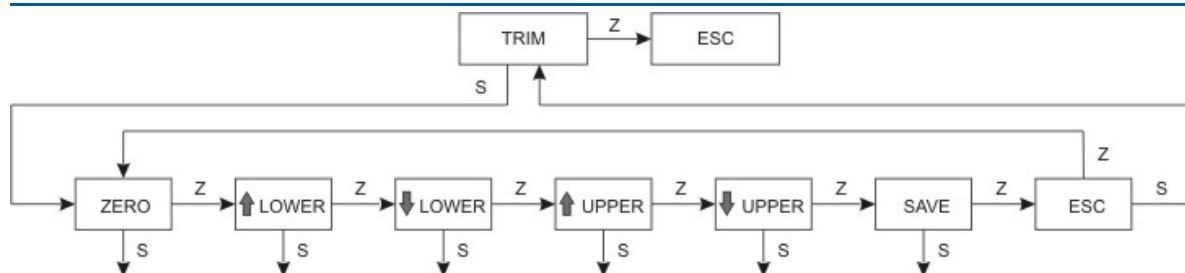 TRIM Z ESC
S
Z
ZERO Z LOWER Z LOWER Z UPPER Z UPPER Z SAVE Z ESC S
S S S S S S